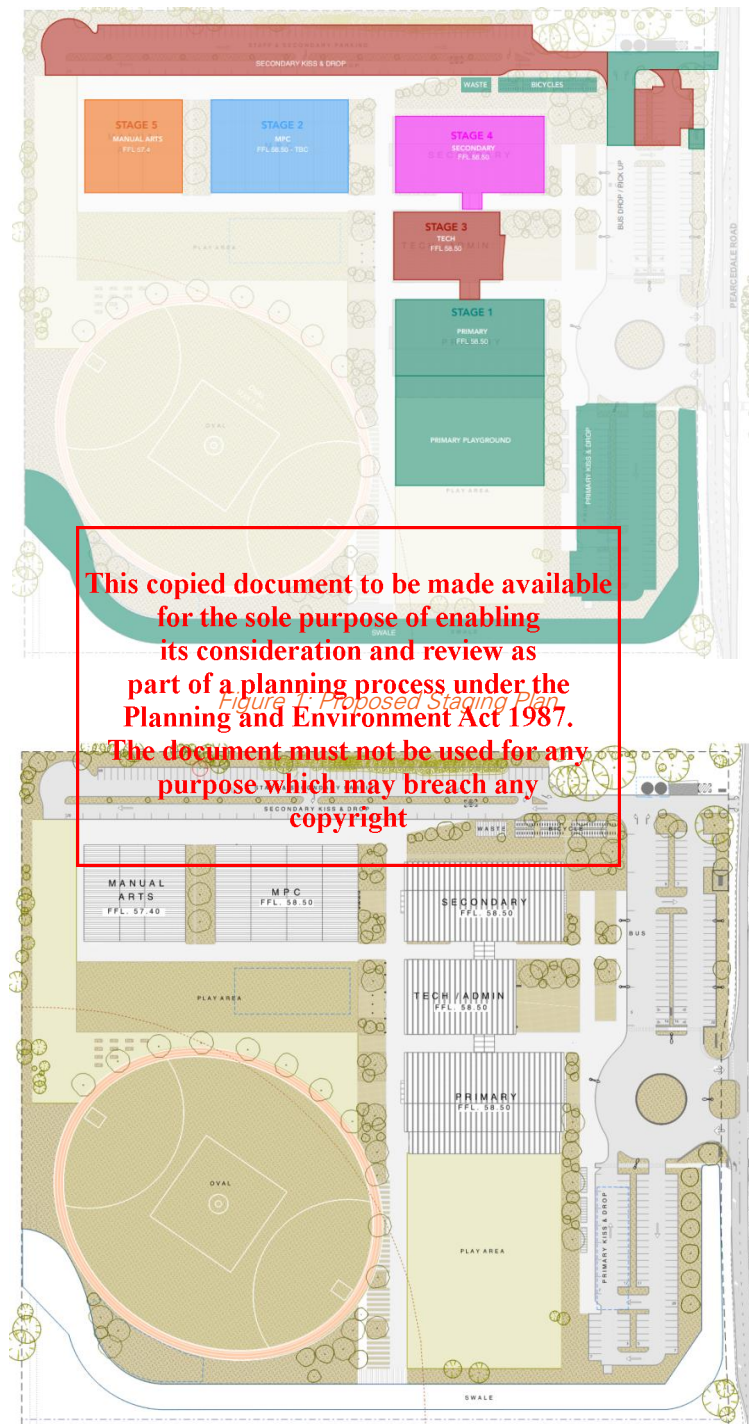 STAFF & SECONDARY PARKING
SECONDARY KISS & DROP
WASTE
BICYCLES
STAGE 5
MANUAL ARTS
FFL 57.4
STAGE 2
MPC
FFL 58.50 - TBC
STAGE 4
SECONDARY
FFL 58.50
BUS DROP / PICK UP
PEARCEDALE ROAD
PLAY AREA
STAGE 3
TECH
FFL 58.50
STAGE 1
PRIMARY
FFL 58.50
OVAL
PRIMARY PLAYGROUND
PLAY AREA
PRIMARY KISS & DROP
SWALE
This copied document to be made available
for the sole purpose of enabling
its consideration and review as
part of a planning process under the
Planning and Environment Act 1987.
The document must not be used for any
purpose which may breach any
copyright
Figure 1: Proposed Staging Plan
SECONDARY KISS & DROP
WASTE
BICYCLE
MANUAL
ARTS
FFL. 57.40
MPC
FFL. 58.50
SECONDARY
FFL. 58.50
BUS
PLAY AREA
TECH / ADMIN
FFL. 58.50
PRIMARY
FFL. 58.50
OVAL
PLAY AREA
PRIMARY KISS & DROP
SWALE